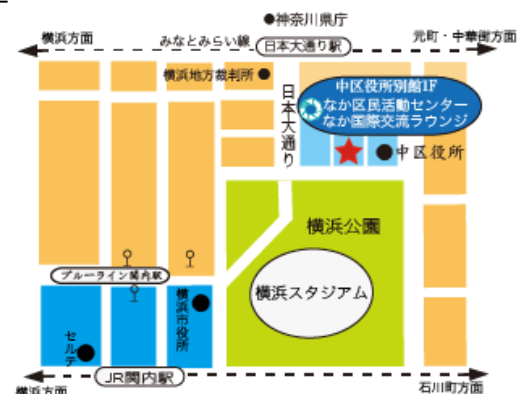 ●神奈川県庁
横浜方面
みなとみらい線
日本大通り駅
元町・中華街方面
横浜地方裁判所
日本大通り
中区役所別館1F
なか区民活動センター
なか国際交流ラウンジ
中区役所
横浜公園
横浜スタジアム
ブルーライン関内駅
横浜市役所
セルテ
JR関内駅
横浜方面
石川町方面